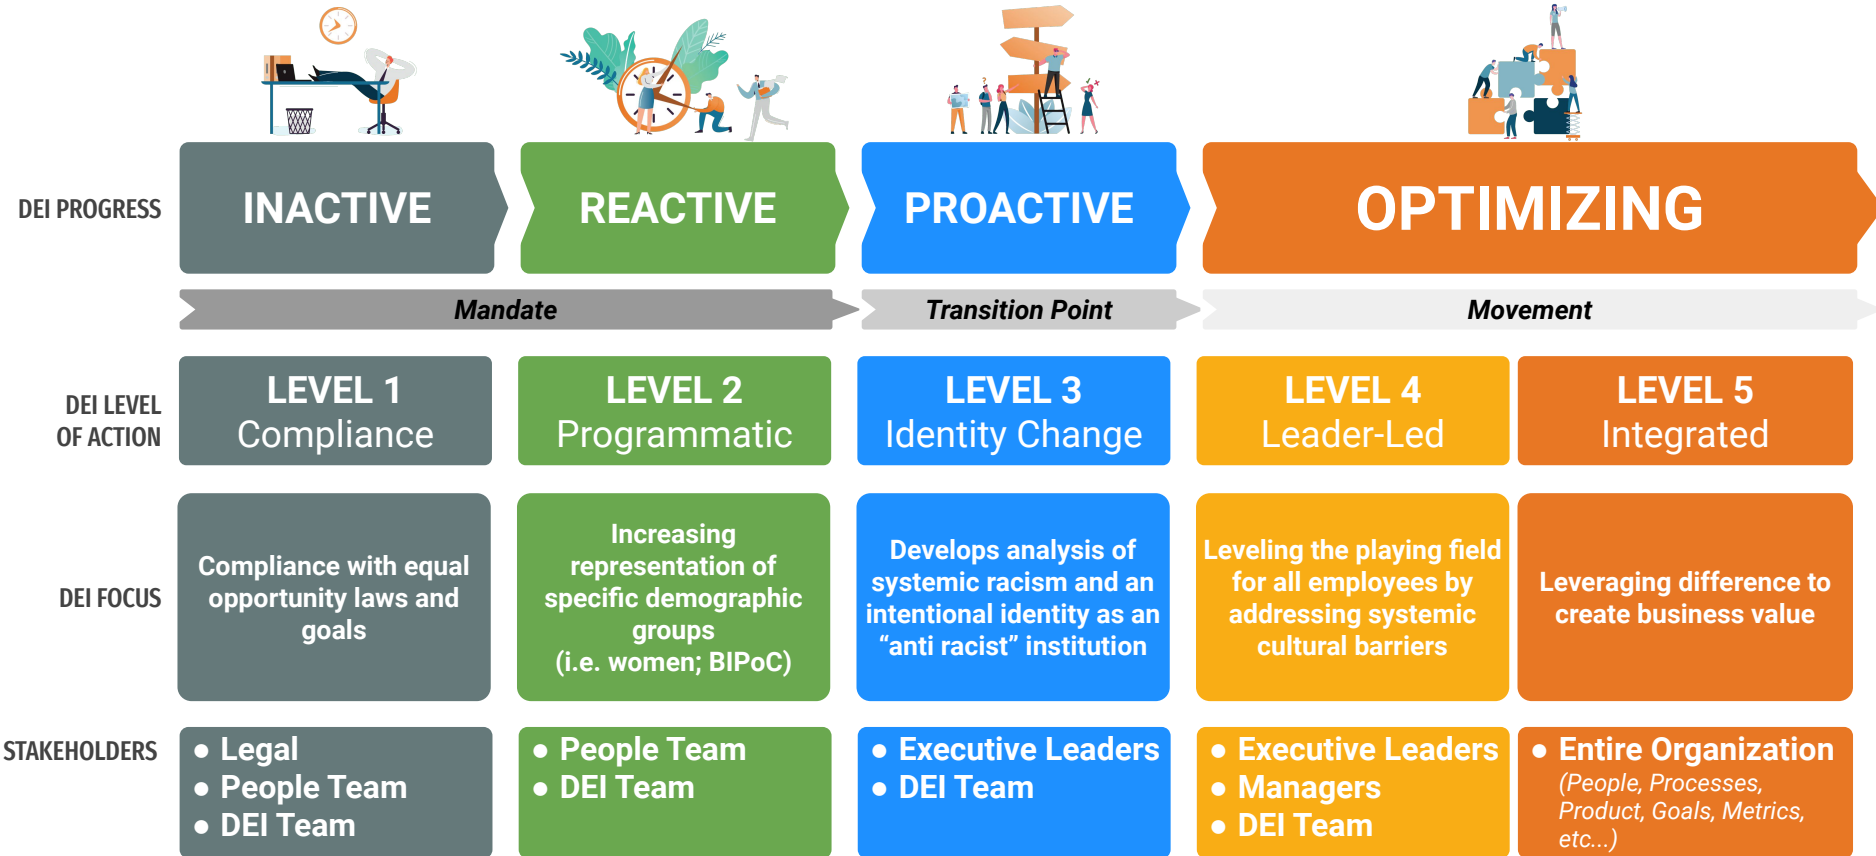 DEI PROGRESS
INACTIVE
REACTIVE
PROACTIVE
OPTIMIZING
Mandate
Transition Point
Movement
DEI LEVEL
OF ACTION
LEVEL 1
Compliance
LEVEL 2
Programmatic
LEVEL 3
Identity Change
LEVEL 4
Leader-Led
LEVEL 5
Integrated
DEI FOCUS
Compliance with equal
opportunity laws and
goals
Increasing
representation of
specific demographic
groups
(i.e. women; BIPoC)
Develops analysis of
systemic racism and an
intentional identity as an
“anti racist” institution
Leveling the playing field
for all employees by
addressing systemic
cultural barriers
Leveraging difference to
create business value
STAKEHOLDERS
● Legal
● People Team
● DEI Team
● People Team
● DEI Team
● Executive Leaders
● DEI Team
● Executive Leaders
● Managers
● DEI Team
● Entire Organization
(People, Processes,
Product, Goals, Metrics,
etc...)